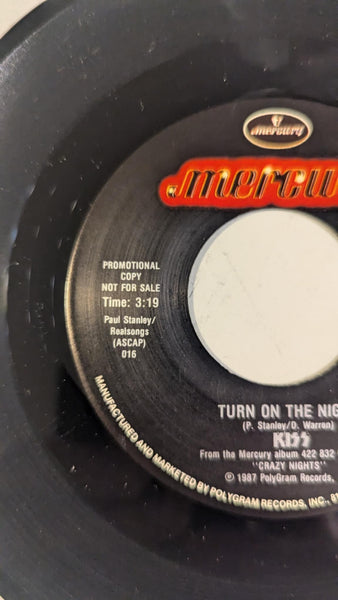 mercury
mercu
PROMOTIONAL
COPY
NOT FOR SALE
Time: 3:19
Paul Stanley/
Realsongs
(ASCAP)
016
TURN ON THE NIG
(P. Stanley/D. Warren)
KISS
From the Mercury album 422 832
"CRAZY NIGHTS"
© 1987 PolyGram Records,
MANUFACTURED AND MARKETED BY POLYGRAM RECORDS, INC., 81